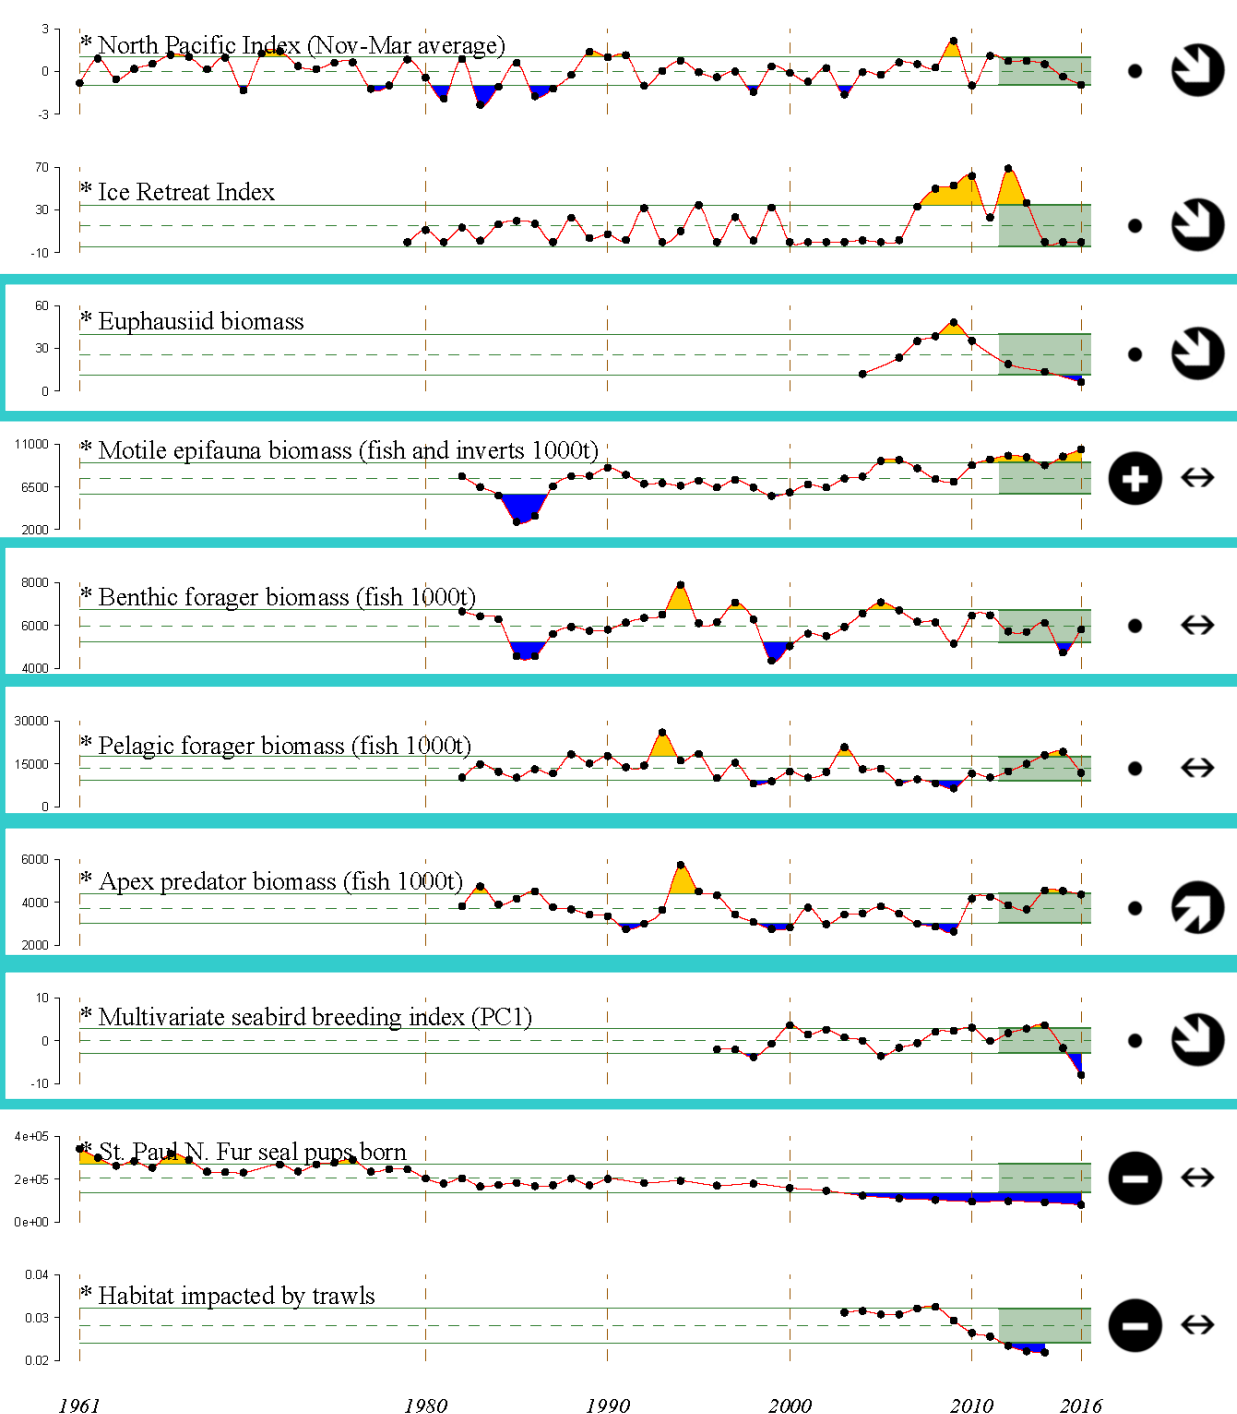 3
0
-3
* North Pacific Index (Nov-Mar average)
70
30
-10
* Ice Retreat Index
60
30
0
* Euphausiid biomass
11000
6500
2000
* Motile epifauna biomass (fish and inverts 1000t)
8000
6000
4000
* Benthic forager biomass (fish 1000t)
30000
15000
0
* Pelagic forager biomass (fish 1000t)
6000
4000
2000
* Apex predator biomass (fish 1000t)
10
0
-10
* Multivariate seabird breeding index (PC1)
4e+05
2e+05
0e+00
* St. Paul N. Fur seal pups born
0.04
0.03
0.02
* Habitat impacted by trawls
1961 1980 1990 2000 2010 2016